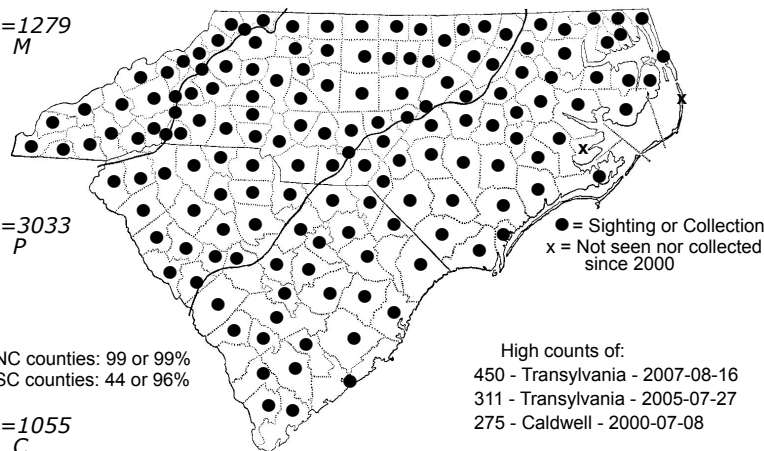 =1279
M
=3033
P
● = Sighting or Collection
x = Not seen nor collected
since 2000
x
x
NC counties: 99 or 99%
SC counties: 44 or 96%
High counts of:
450 - Transylvania - 2007-08-16
311 - Transylvania - 2005-07-27
275 - Caldwell - 2000-07-08
=1055
C